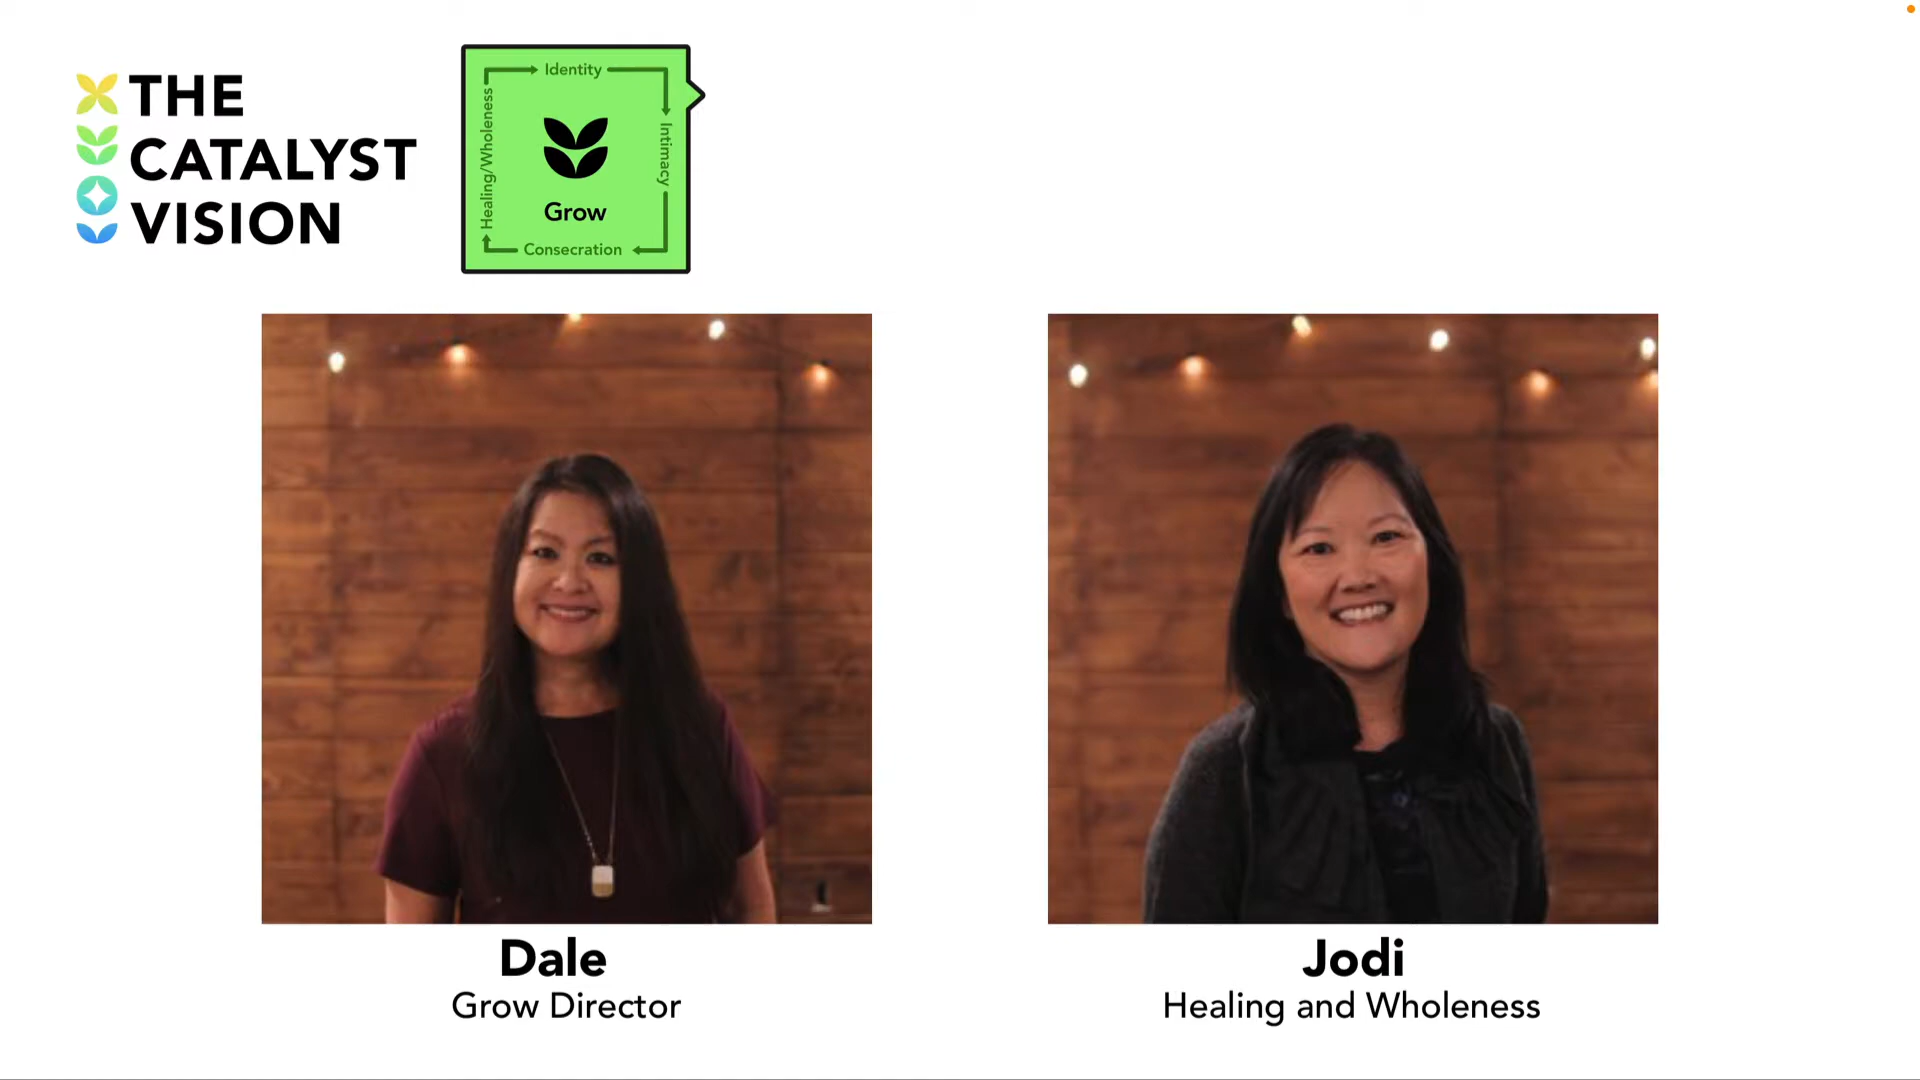 THE
CATALYST
VISION
Identity
Healing/Wholeness
Intimacy
Grow
Consecration
Dale
Grow Director
Jodi
Healing and Wholeness